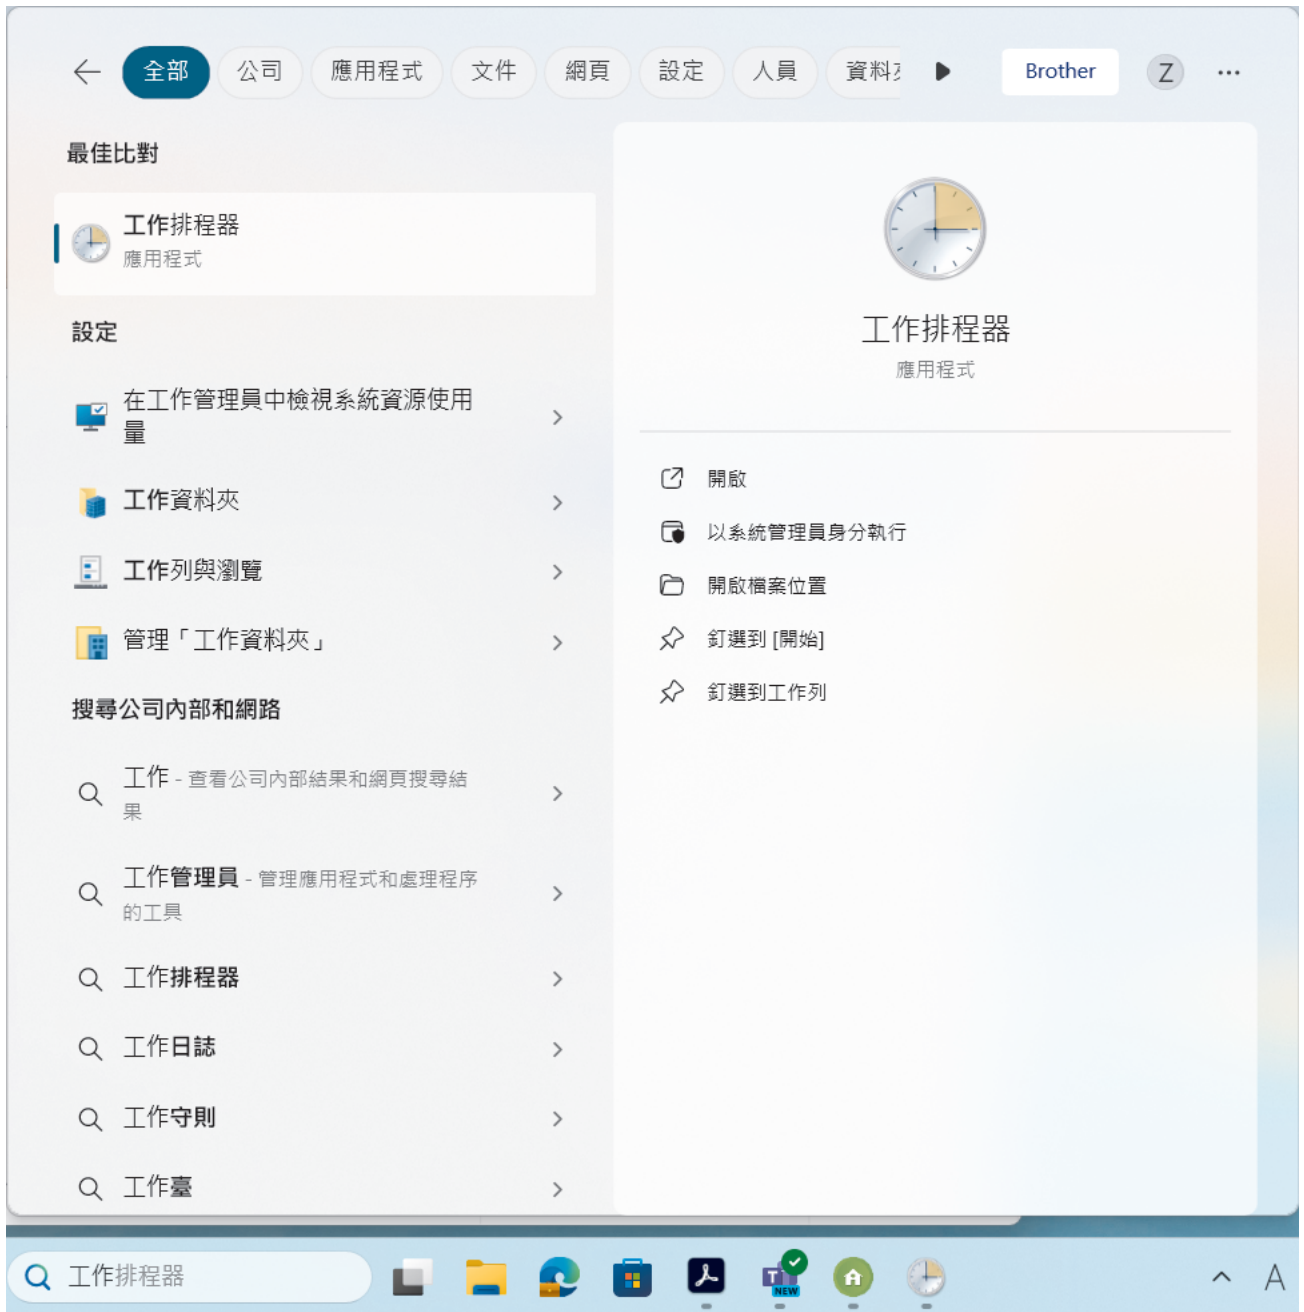 全部
公司
應用程式
文件
網頁
設定
人員
資料
Brother
Z
最佳比對
工作排程器
應用程式
設定
在工作管理員中檢視系統資源使用
量
工作資料夾
工作列與瀏覽
管理「工作資料夾」
搜尋公司內部和網路
工作 - 查看公司內部結果和網頁搜尋結
果
工作管理員 - 管理應用程式和處理程序
的工具
工作排程器
工作日誌
工作守則
工作臺
工作排程器
應用程式
開啟
以系統管理員身分執行
開啟檔案位置
釘選到 [開始]
釘選到工作列
工作排程器
NEW
A